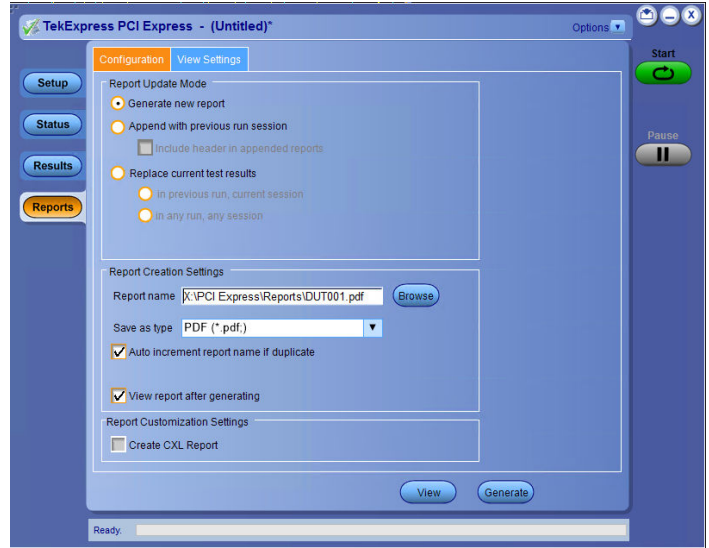 TekExpress PCI Express - (Untitled)*
Options
Start
Configuration
View Settings
Setup
Report Update Mode
Generate new report
Status
Append with previous run session
Pause
Include header in appended reports
Results
Replace current test results
in previous run, current session
Reports
in any run, any session
Report Creation Settings
Report name X:\PCI Express\Reports\DUT001.pdf Browse
Save as type PDF (*.pdf;)
Auto increment report name if duplicate
View report after generating
Report Customization Settings
Create CXL Report
View
Generate
Ready.